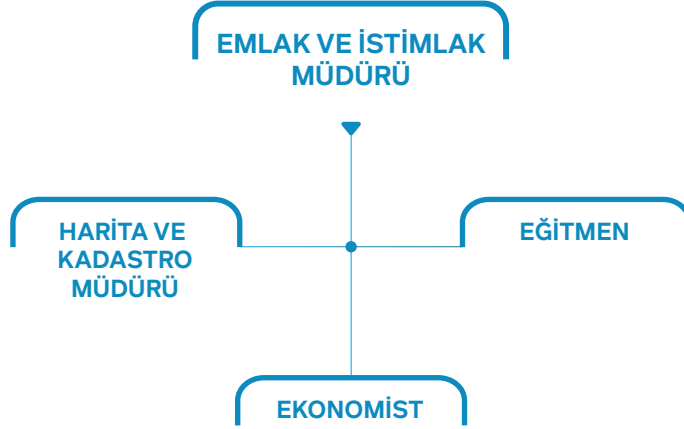 EMLAK VE İSTİMLAK
MÜDÜRÜ
HARİTA VE
KADASTRO
MÜDÜRÜ
EĞİTMEN
EKONOMİST